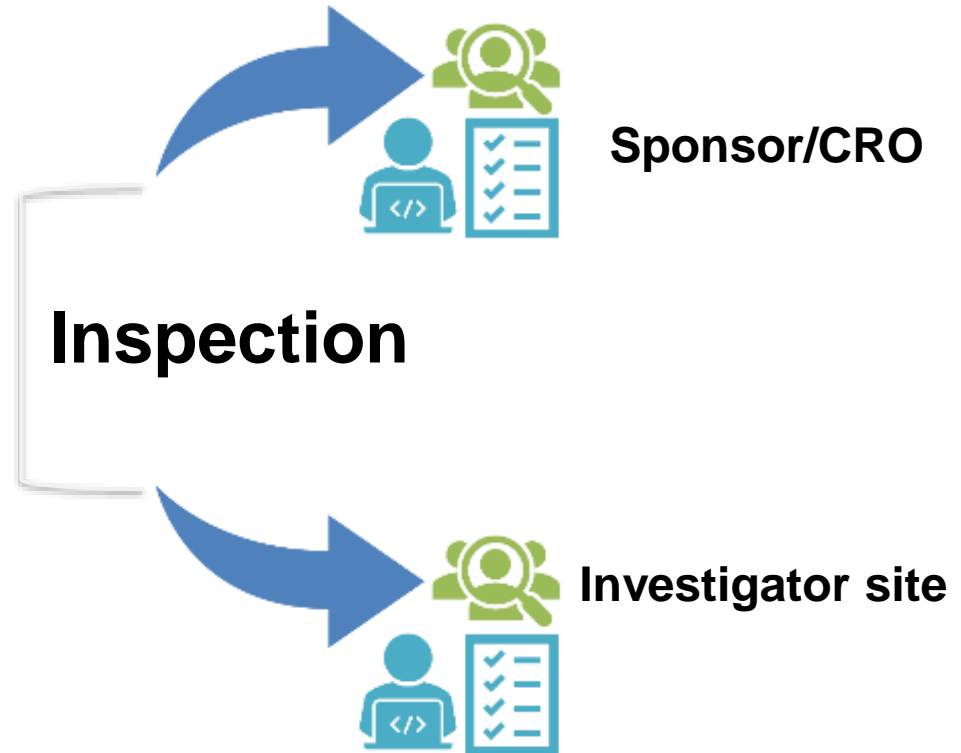 Sponsor/CRO
</>
Inspection
Investigator site
</>